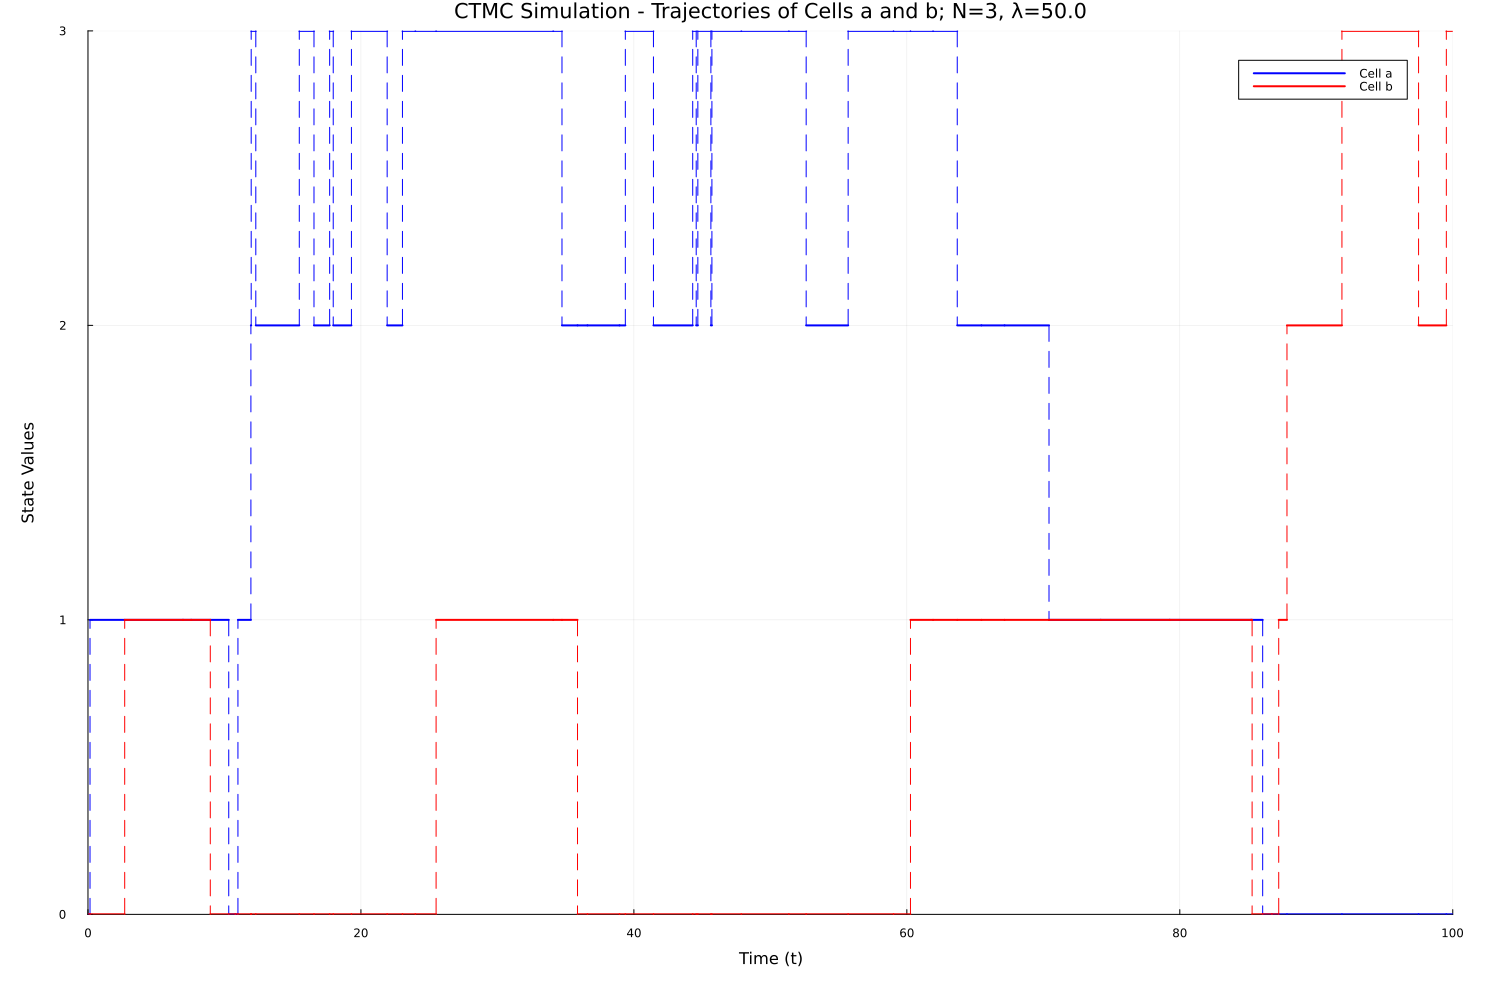 CTMC Simulation - Trajectories of Cells a and b; N=3, λ=50.0
3
Cell a
Cell b
2
State Values
1
0
0 20 40 60 80 100
Time (t)